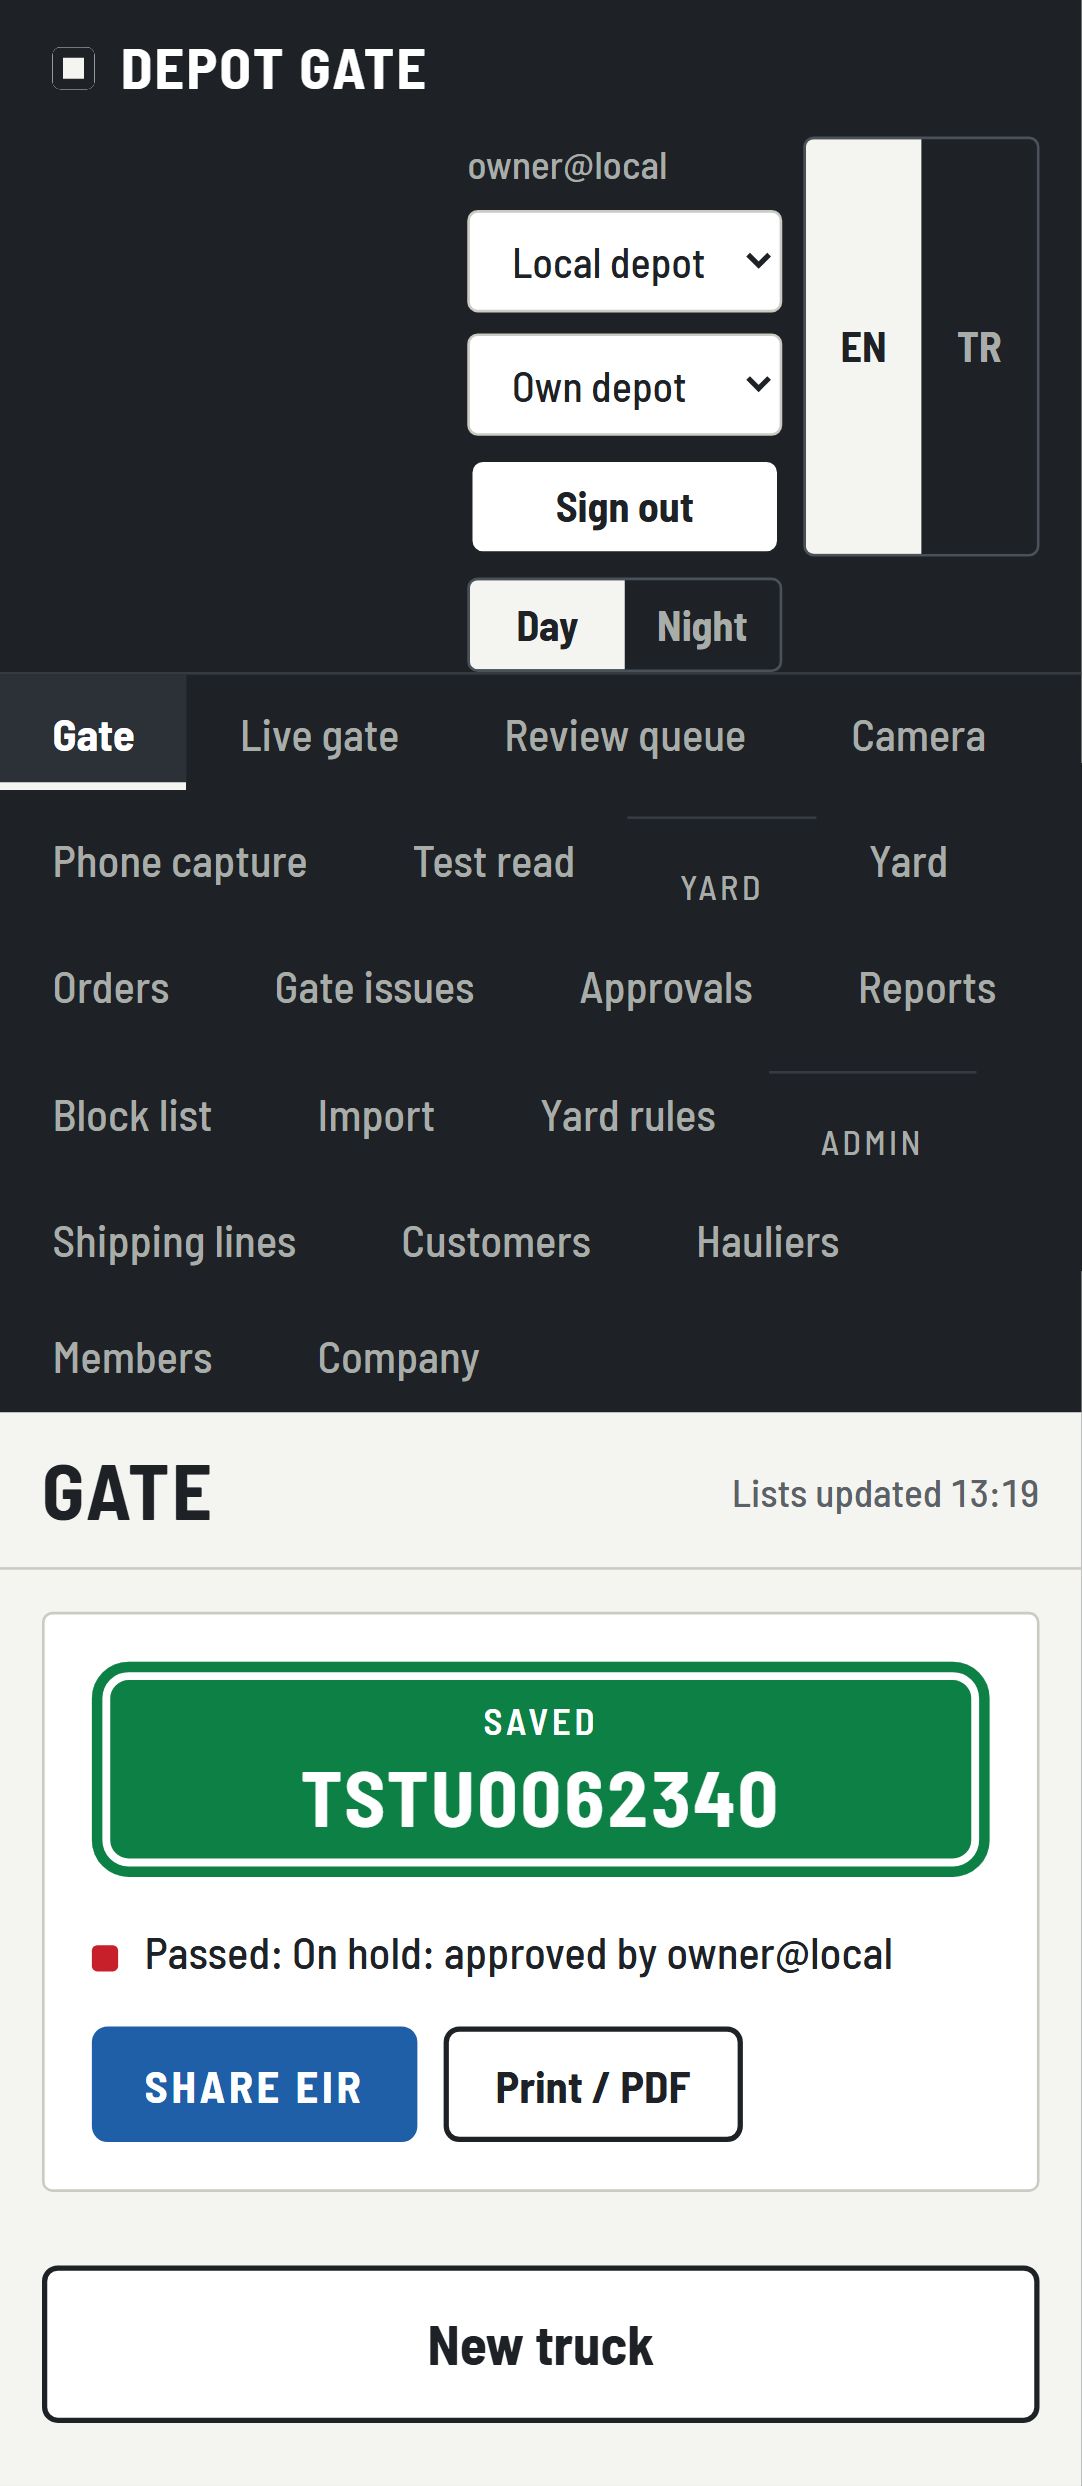 DEPOT GATE
owner@local
Local depot
Own depot
Sign out
Day Night
EN TR
Gate Live gate Review queue Camera
Phone capture Test read YARD Yard
Orders Gate issues Approvals Reports
Block list Import Yard rules ADMIN
Shipping lines Customers Hauliers
Members Company
GATE Lists updated 13:19
SAVED
TSTU0062340
Passed: On hold: approved by owner@local
SHARE EIR Print / PDF
New truck